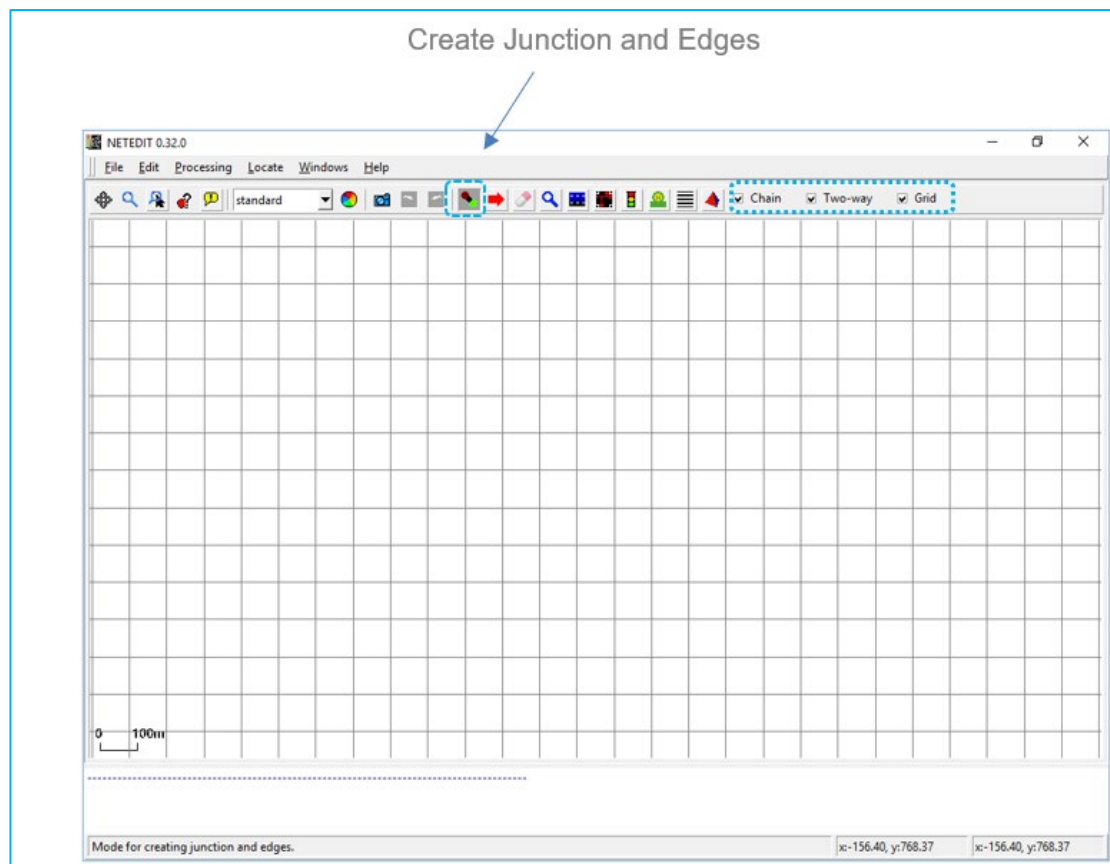 Create Junction and Edges
NETEDIT 0.32.0
File Edit Processing Locate Windows Help
standard Chain Two-way Grid
0 100m
Mode for creating junction and edges. x:-156.40, y:768.37 x:-156.40, y:768.37